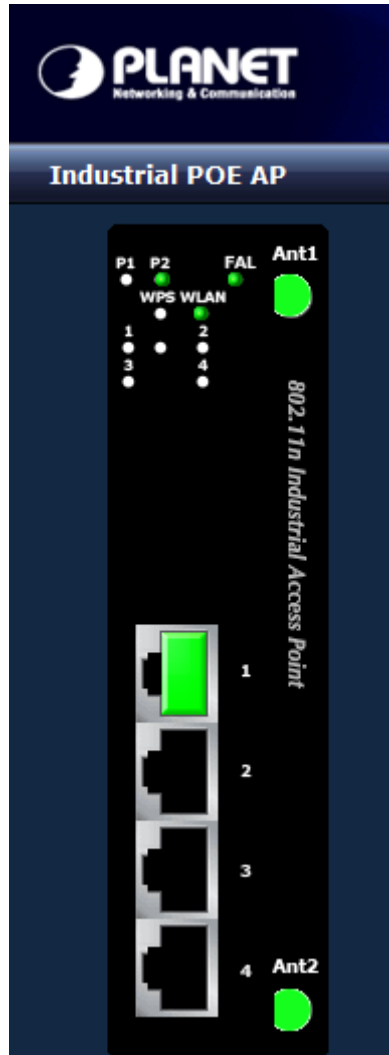 PLANET
Networking & Communication
Industrial POE AP
P1 P2 FAL Ant1
WPS WLAN
1 2
3 4
802.11n Industrial Access Point
1
2
3
4 Ant2